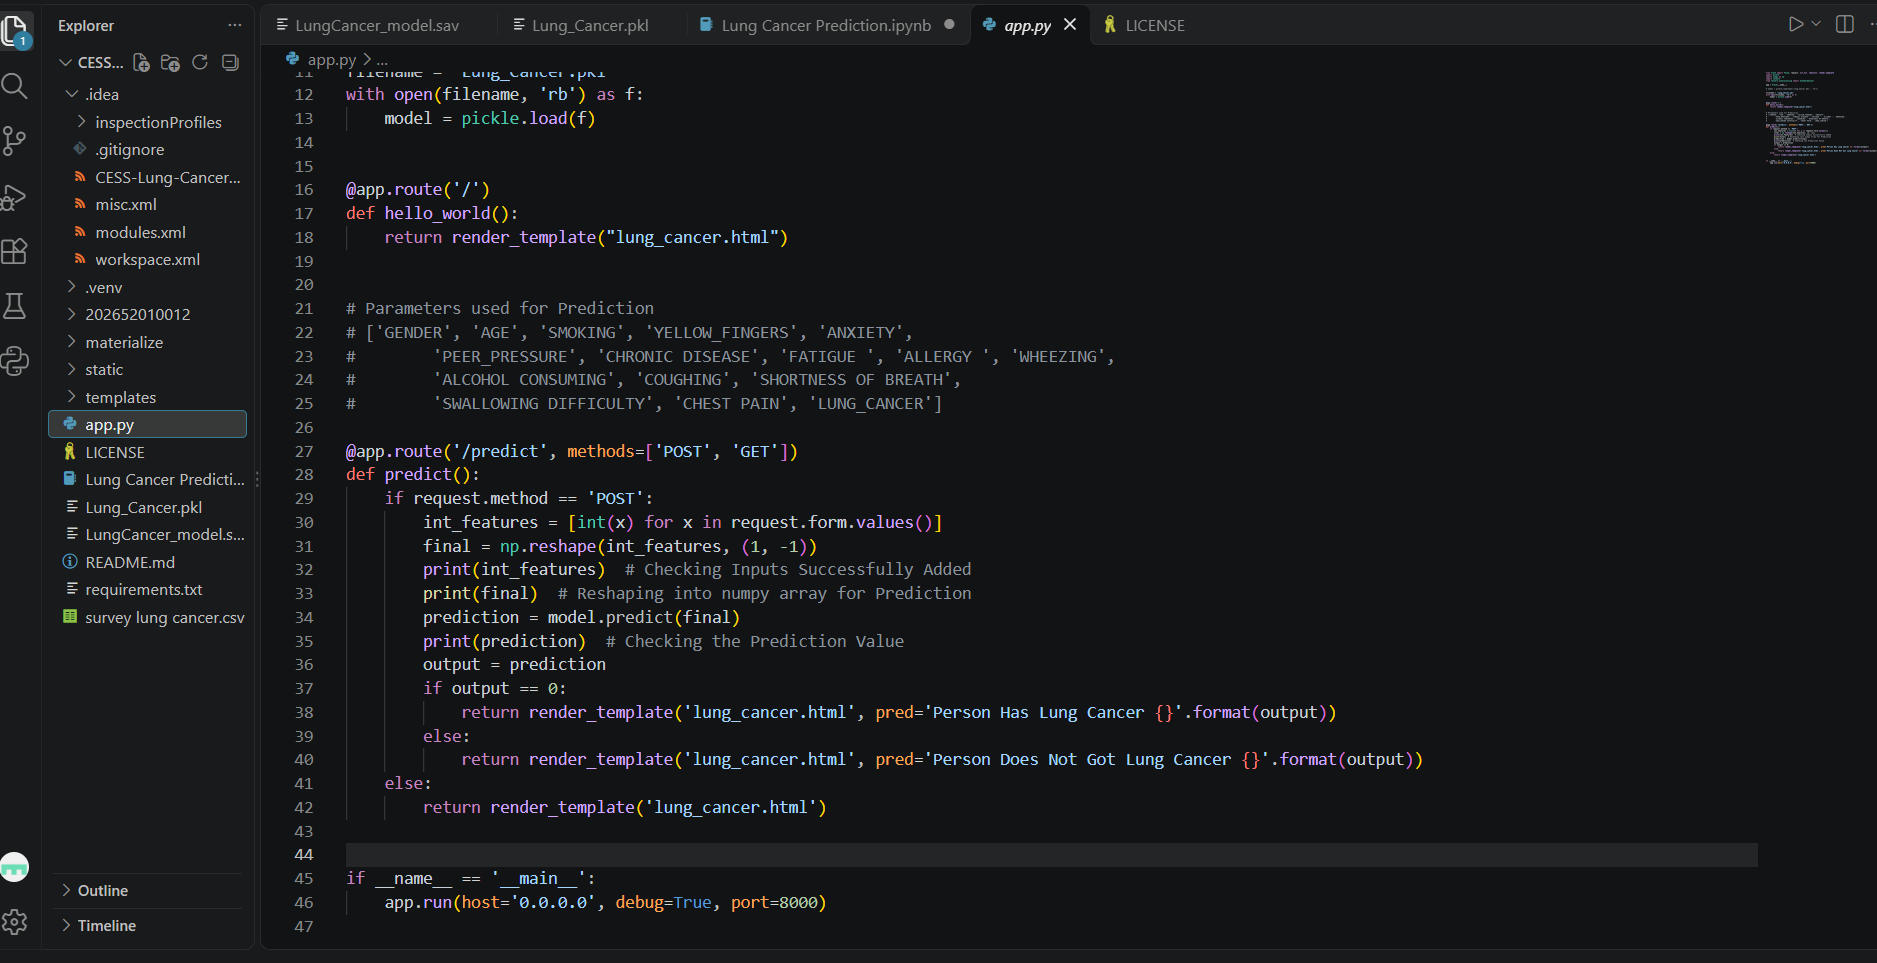 Explorer
LungCancer_model.sav
Lung_Cancer.pkl
Lung Cancer Prediction.ipynb
app.py
LICENSE
1
CESS...
.idea
inspectionProfiles
.gitignore
CESS-Lung-Cancer...
misc.xml
modules.xml
workspace.xml
.venv
202652010012
materialize
static
templates
app.py
LICENSE
Lung Cancer Predicti...
Lung_Cancer.pkl
LungCancer_model.s...
README.md
requirements.txt
survey lung cancer.csv
Outline
Timeline
app.py > ...
11 filename = 'Lung_Cancer.pkl'
12 with open(filename, 'rb') as f:
13     model = pickle.load(f)
14
15
16 @app.route('/')
17 def hello_world():
18     return render_template("lung_cancer.html")
19
20
21 # Parameters used for Prediction
22 # ['GENDER', 'AGE', 'SMOKING', 'YELLOW_FINGERS', 'ANXIETY',
23 #        'PEER_PRESSURE', 'CHRONIC DISEASE', 'FATIGUE ', 'ALLERGY ', 'WHEEZING',
24 #        'ALCOHOL CONSUMING', 'COUGHING', 'SHORTNESS OF BREATH',
25 #        'SWALLOWING DIFFICULTY', 'CHEST PAIN', 'LUNG_CANCER']
26
27 @app.route('/predict', methods=['POST', 'GET'])
28 def predict():
29     if request.method == 'POST':
30         int_features = [int(x) for x in request.form.values()]
31         final = np.reshape(int_features, (1, -1))
32         print(int_features)  # Checking Inputs Successfully Added
33         print(final)  # Reshaping into numpy array for Prediction
34         prediction = model.predict(final)
35         print(prediction)  # Checking the Prediction Value
36         output = prediction
37         if output == 0:
38             return render_template('lung_cancer.html', pred='Person Has Lung Cancer {}'.format(output))
39         else:
40             return render_template('lung_cancer.html', pred='Person Does Not Got Lung Cancer {}'.format(output))
41     else:
42         return render_template('lung_cancer.html')
43
44
45 if __name__ == '__main__':
46     app.run(host='0.0.0.0', debug=True, port=8000)
47